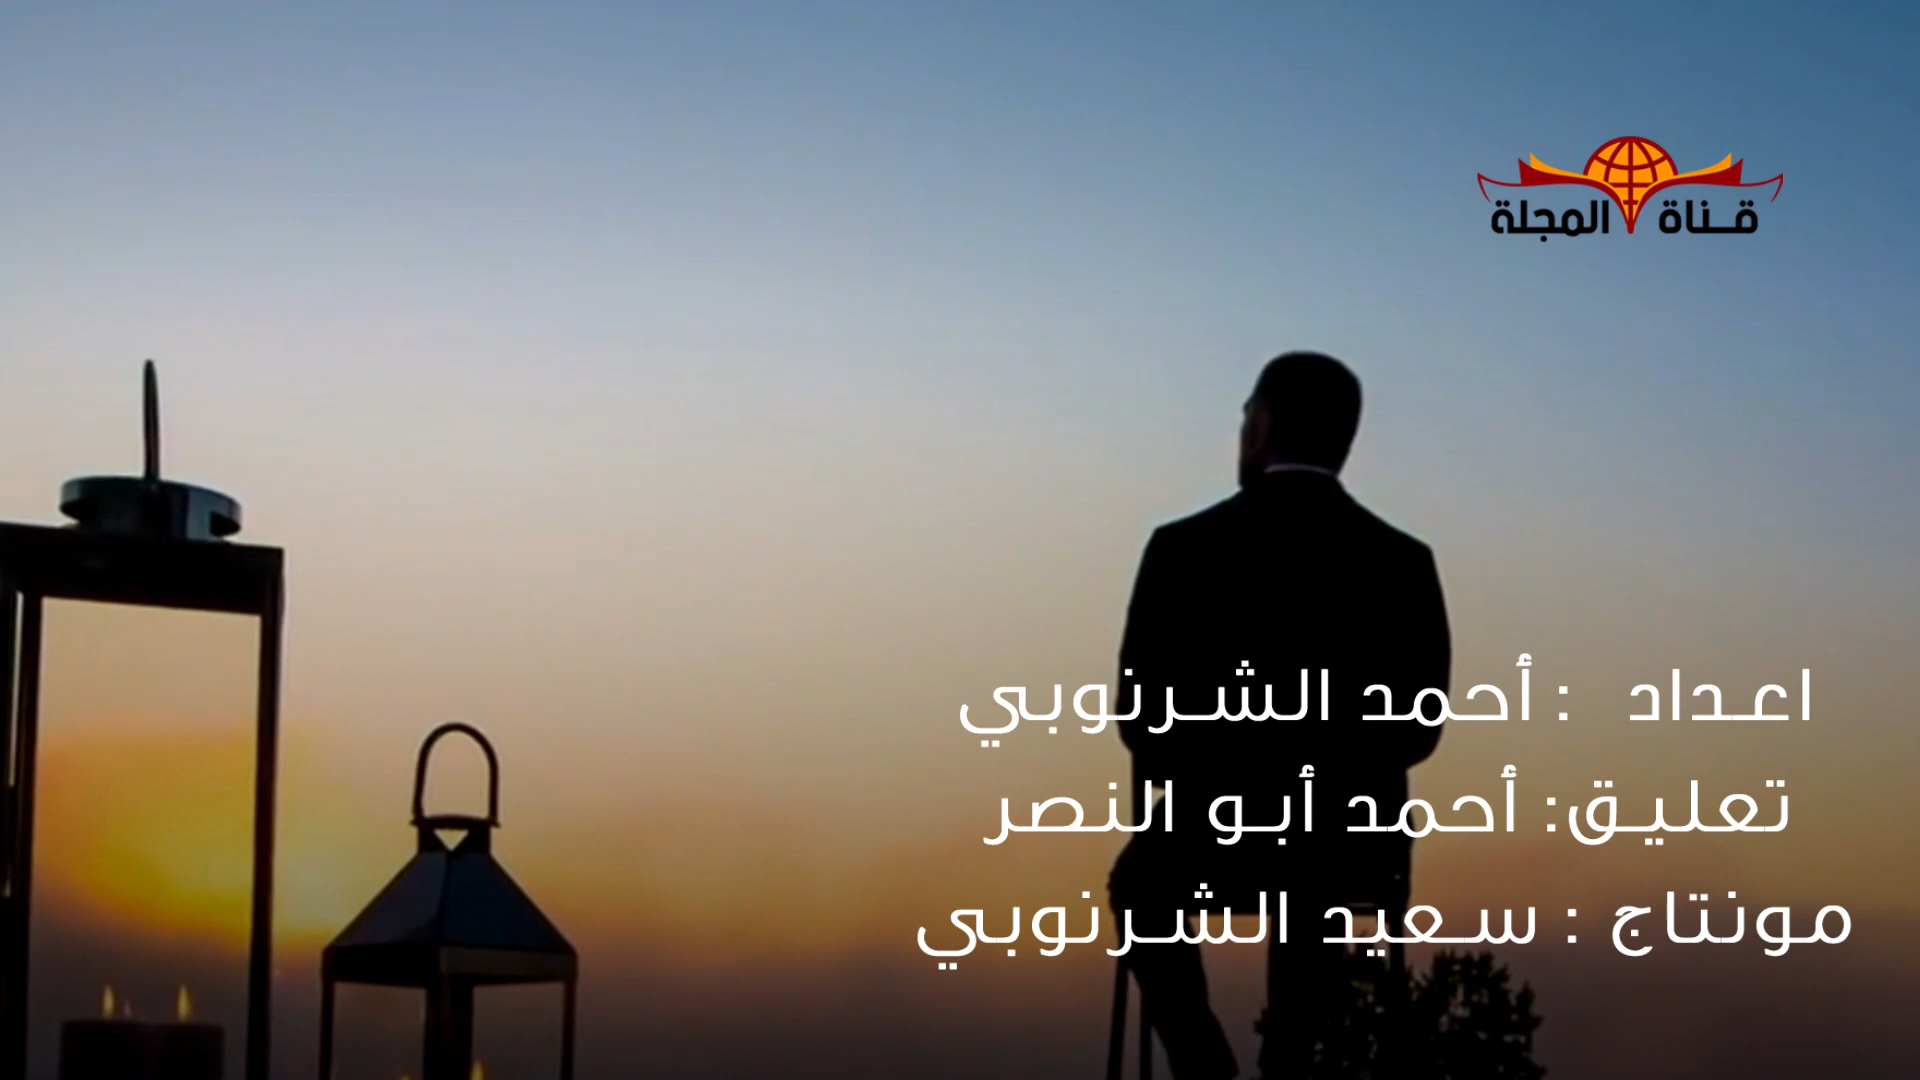 قناة المجلة
اعداد : أحمد الشرنوبي
تعليق: أحمد أبو النصر
مونتاج : سعيد الشرنوبي